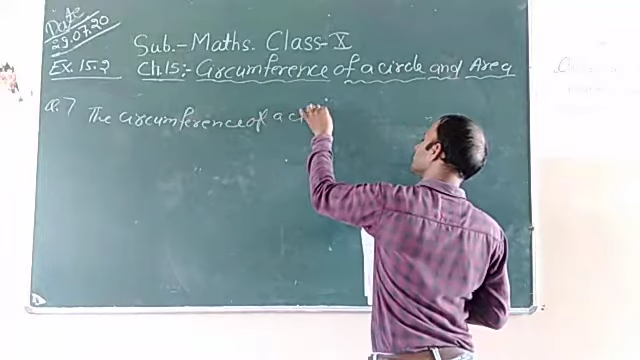 Date
29.07.20
Sub.- Maths. Class-X
Ex. 15.2 Ch.15:- Circumference of a circle and Area
Q.7 The circumference of a ci